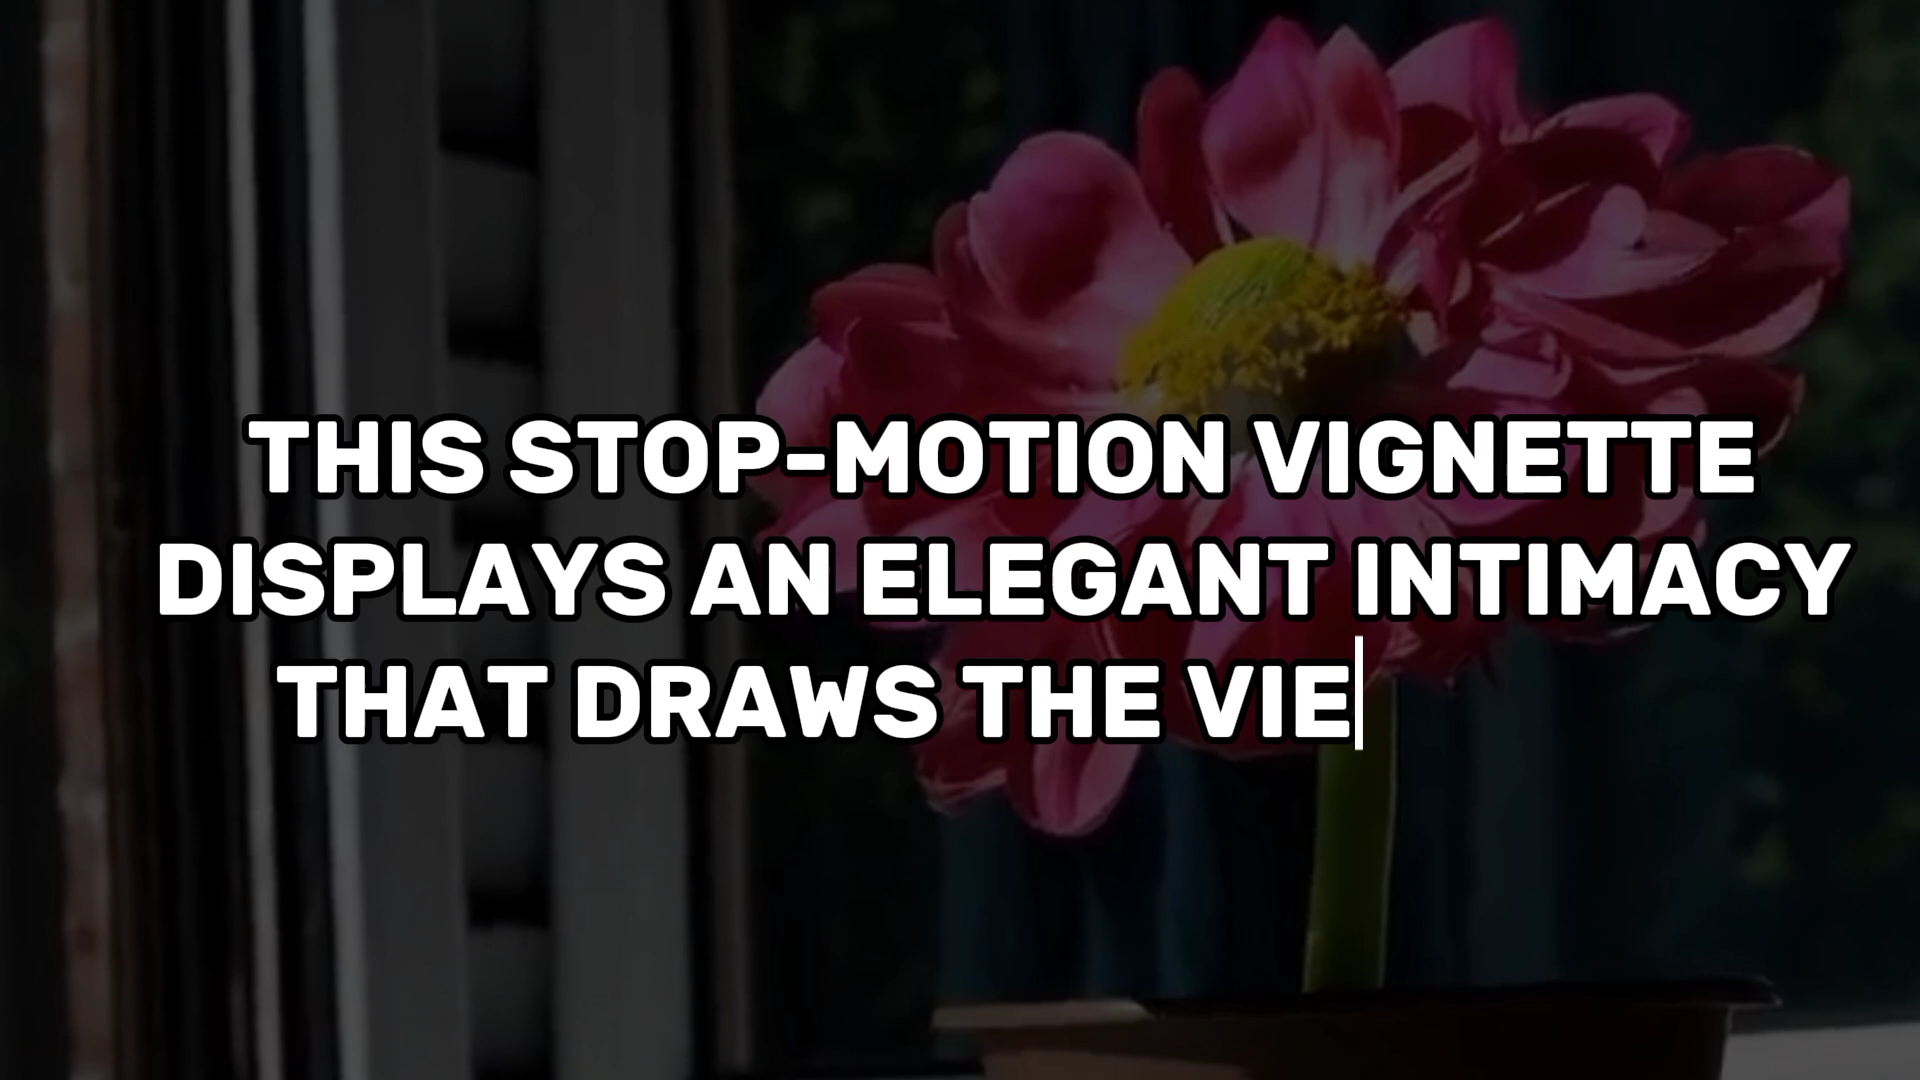 THIS STOP-MOTION VIGNETTE
DISPLAYS AN ELEGANT INTIMACY
THAT DRAWS THE VIE